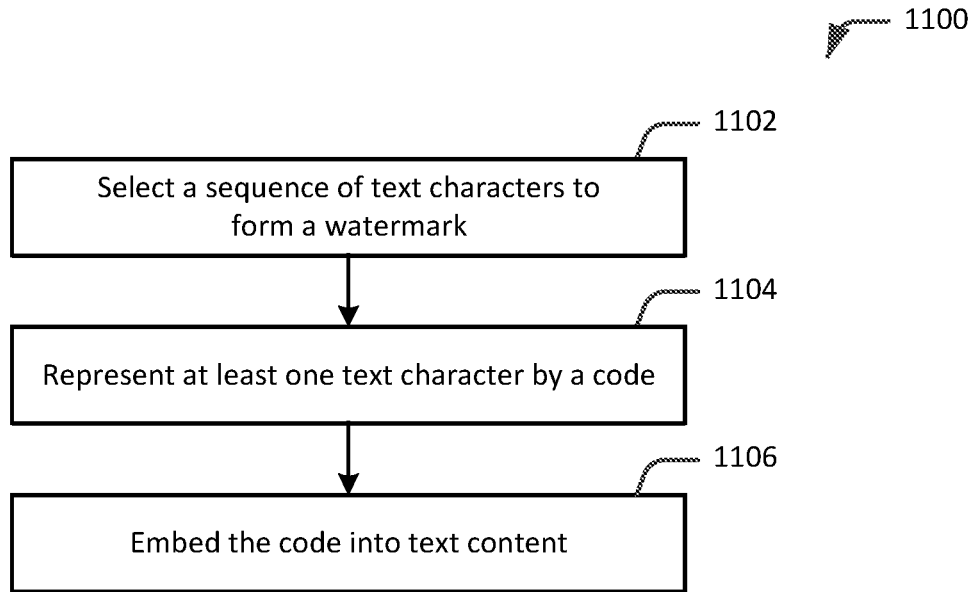 1100
1102
Select a sequence of text characters to
form a watermark
1104
Represent at least one text character by a code
1106
Embed the code into text content